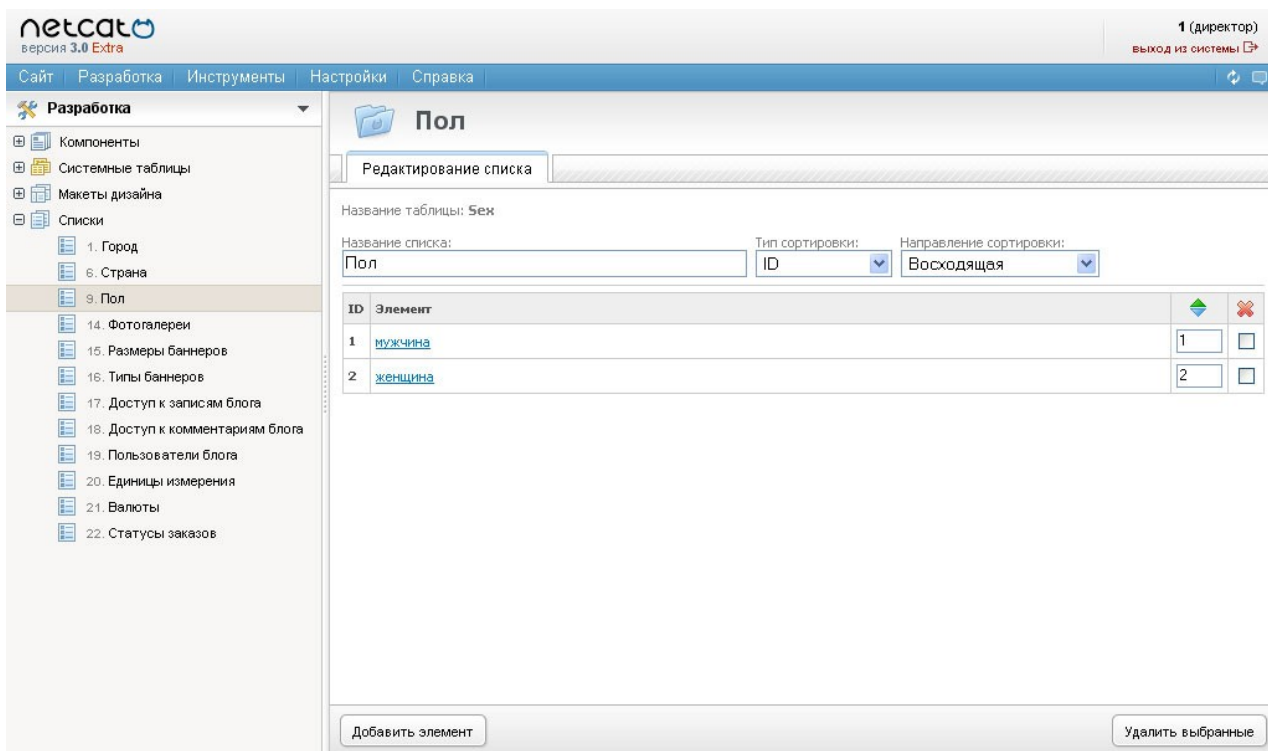 netcat
версия 3.0 Extra
1 (директор)
выход из системы
Сайт Разработка Инструменты Настройки Справка
Разработка
Компоненты
Системные таблицы
Макеты дизайна
Списки
1. Город
6. Страна
9. Пол
14. Фотогалереи
15. Размеры баннеров
16. Типы баннеров
17. Доступ к записям блога
18. Доступ к комментариям блога
19. Пользователи блога
20. Единицы измерения
21. Валюты
22. Статусы заказов
Пол
Редактирование списка
Название таблицы: Sex
Название списка: Тип сортировки: Направление сортировки:
Пол ID Восходящая
ID Элемент
1 мужчина 1
2 женщина 2
Добавить элемент Удалить выбранные